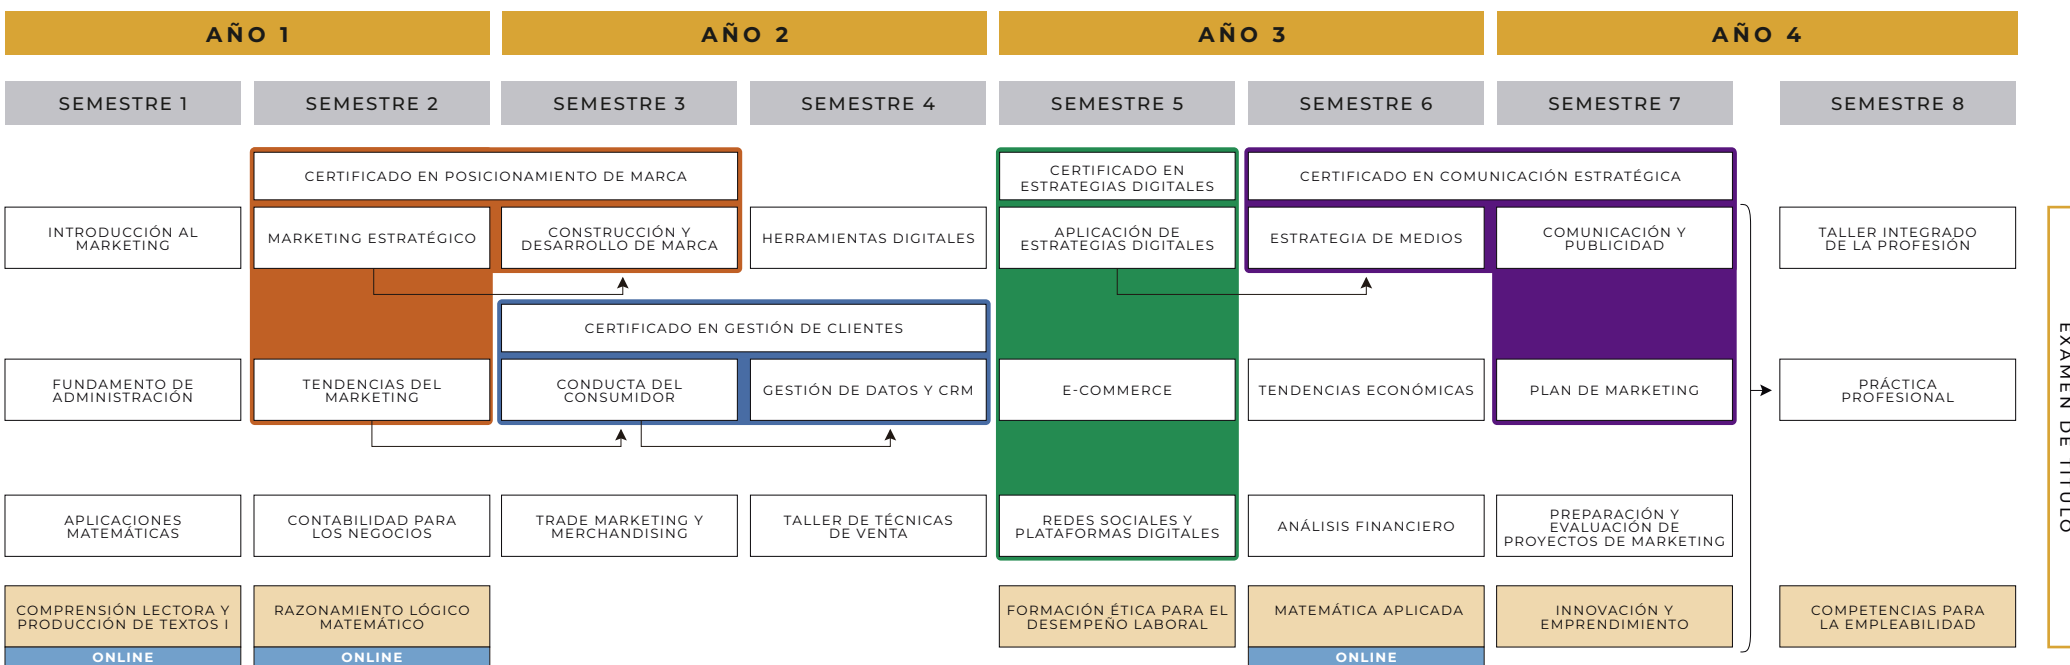 AÑO 1
AÑO 2
AÑO 3
AÑO 4
SEMESTRE 1
SEMESTRE 2
SEMESTRE 3
SEMESTRE 4
SEMESTRE 5
SEMESTRE 6
SEMESTRE 7
SEMESTRE 8
CERTIFICADO EN POSICIONAMIENTO DE MARCA
CERTIFICADO EN
ESTRATEGIAS DIGITALES
CERTIFICADO EN COMUNICACIÓN ESTRATÉGICA
INTRODUCCIÓN AL
MARKETING
MARKETING ESTRATÉGICO
CONSTRUCCIÓN Y
DESARROLLO DE MARCA
HERRAMIENTAS DIGITALES
APLICACIÓN DE
ESTRATEGIAS DIGITALES
ESTRATEGIA DE MEDIOS
COMUNICACIÓN Y
PUBLICIDAD
TALLER INTEGRADO
DE LA PROFESIÓN
CERTIFICADO EN GESTIÓN DE CLIENTES
FUNDAMENTO DE
ADMINISTRACIÓN
TENDENCIAS DEL
MARKETING
CONDUCTA DEL
CONSUMIDOR
GESTIÓN DE DATOS Y CRM
E-COMMERCE
TENDENCIAS ECONÓMICAS
PLAN DE MARKETING
PRÁCTICA
PROFESIONAL
EXAMEN DE TÍTULO
APLICACIONES
MATEMÁTICAS
CONTABILIDAD PARA
LOS NEGOCIOS
TRADE MARKETING Y
MERCHANDISING
TALLER DE TÉCNICAS
DE VENTA
REDES SOCIALES Y
PLATAFORMAS DIGITALES
ANÁLISIS FINANCIERO
PREPARACIÓN Y
EVALUACIÓN DE
PROYECTOS DE MARKETING
COMPRENSIÓN LECTORA Y
PRODUCCIÓN DE TEXTOS I
ONLINE
RAZONAMIENTO LÓGICO
MATEMÁTICO
ONLINE
FORMACIÓN ÉTICA PARA EL
DESEMPEÑO LABORAL
MATEMÁTICA APLICADA
ONLINE
INNOVACIÓN Y
EMPRENDIMIENTO
COMPETENCIAS PARA
LA EMPLEABILIDAD